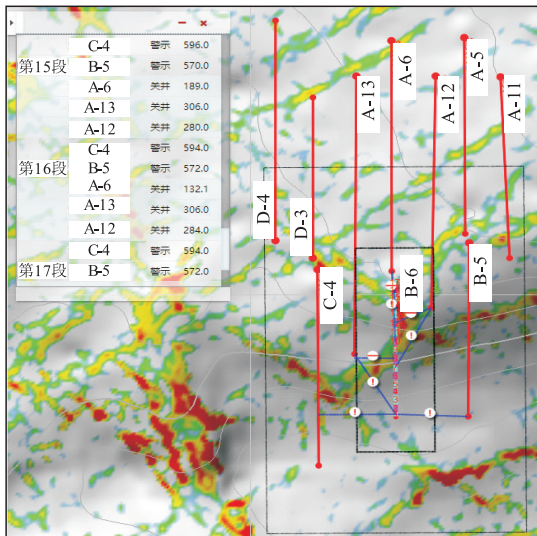 C-4 警示 596.0
第15段 B-5 警示 570.0
A-6 关井 189.0
A-13 关井 306.0
A-12 关井 280.0
C-4 警示 594.0
第16段 B-5 警示 572.0
A-6 关井 132.1
A-13 关井 306.0
A-12 关井 284.0
C-4 警示 594.0
第17段 B-5 警示 572.0
D-4
D-3
C-4
A-13
A-6
A-12
A-5
A-11
B-6
B-5
!
!
!
!
!